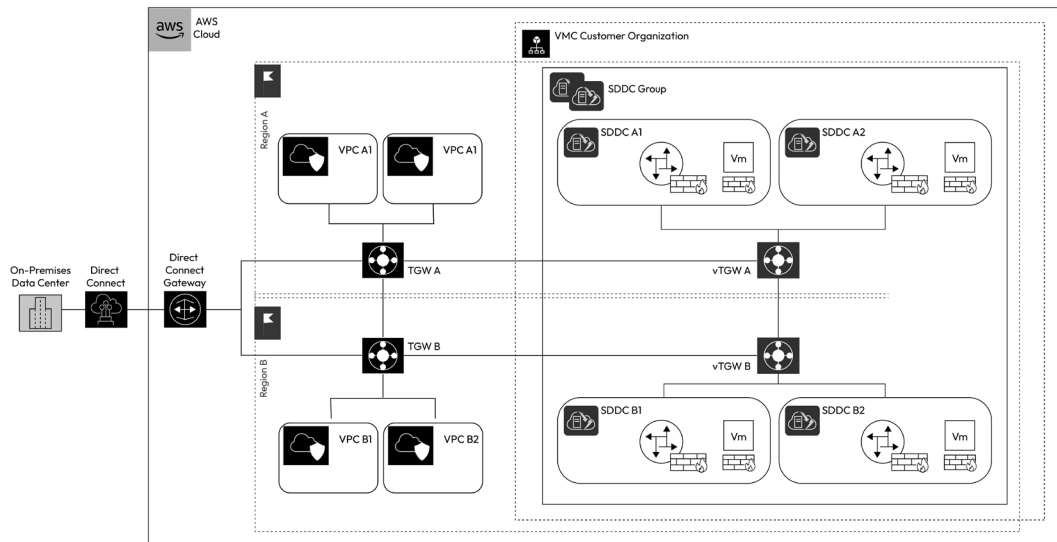 aws
AWS
Cloud
VMC Customer Organization
SDDC Group
Region A
VPC A1
VPC A1
SDDC A1
Vm
SDDC A2
Vm
On-Premises
Data Center
Direct
Connect
Direct
Connect
Gateway
TGW A
vTGW A
Region B
TGW B
vTGW B
VPC B1
VPC B2
SDDC B1
Vm
SDDC B2
Vm